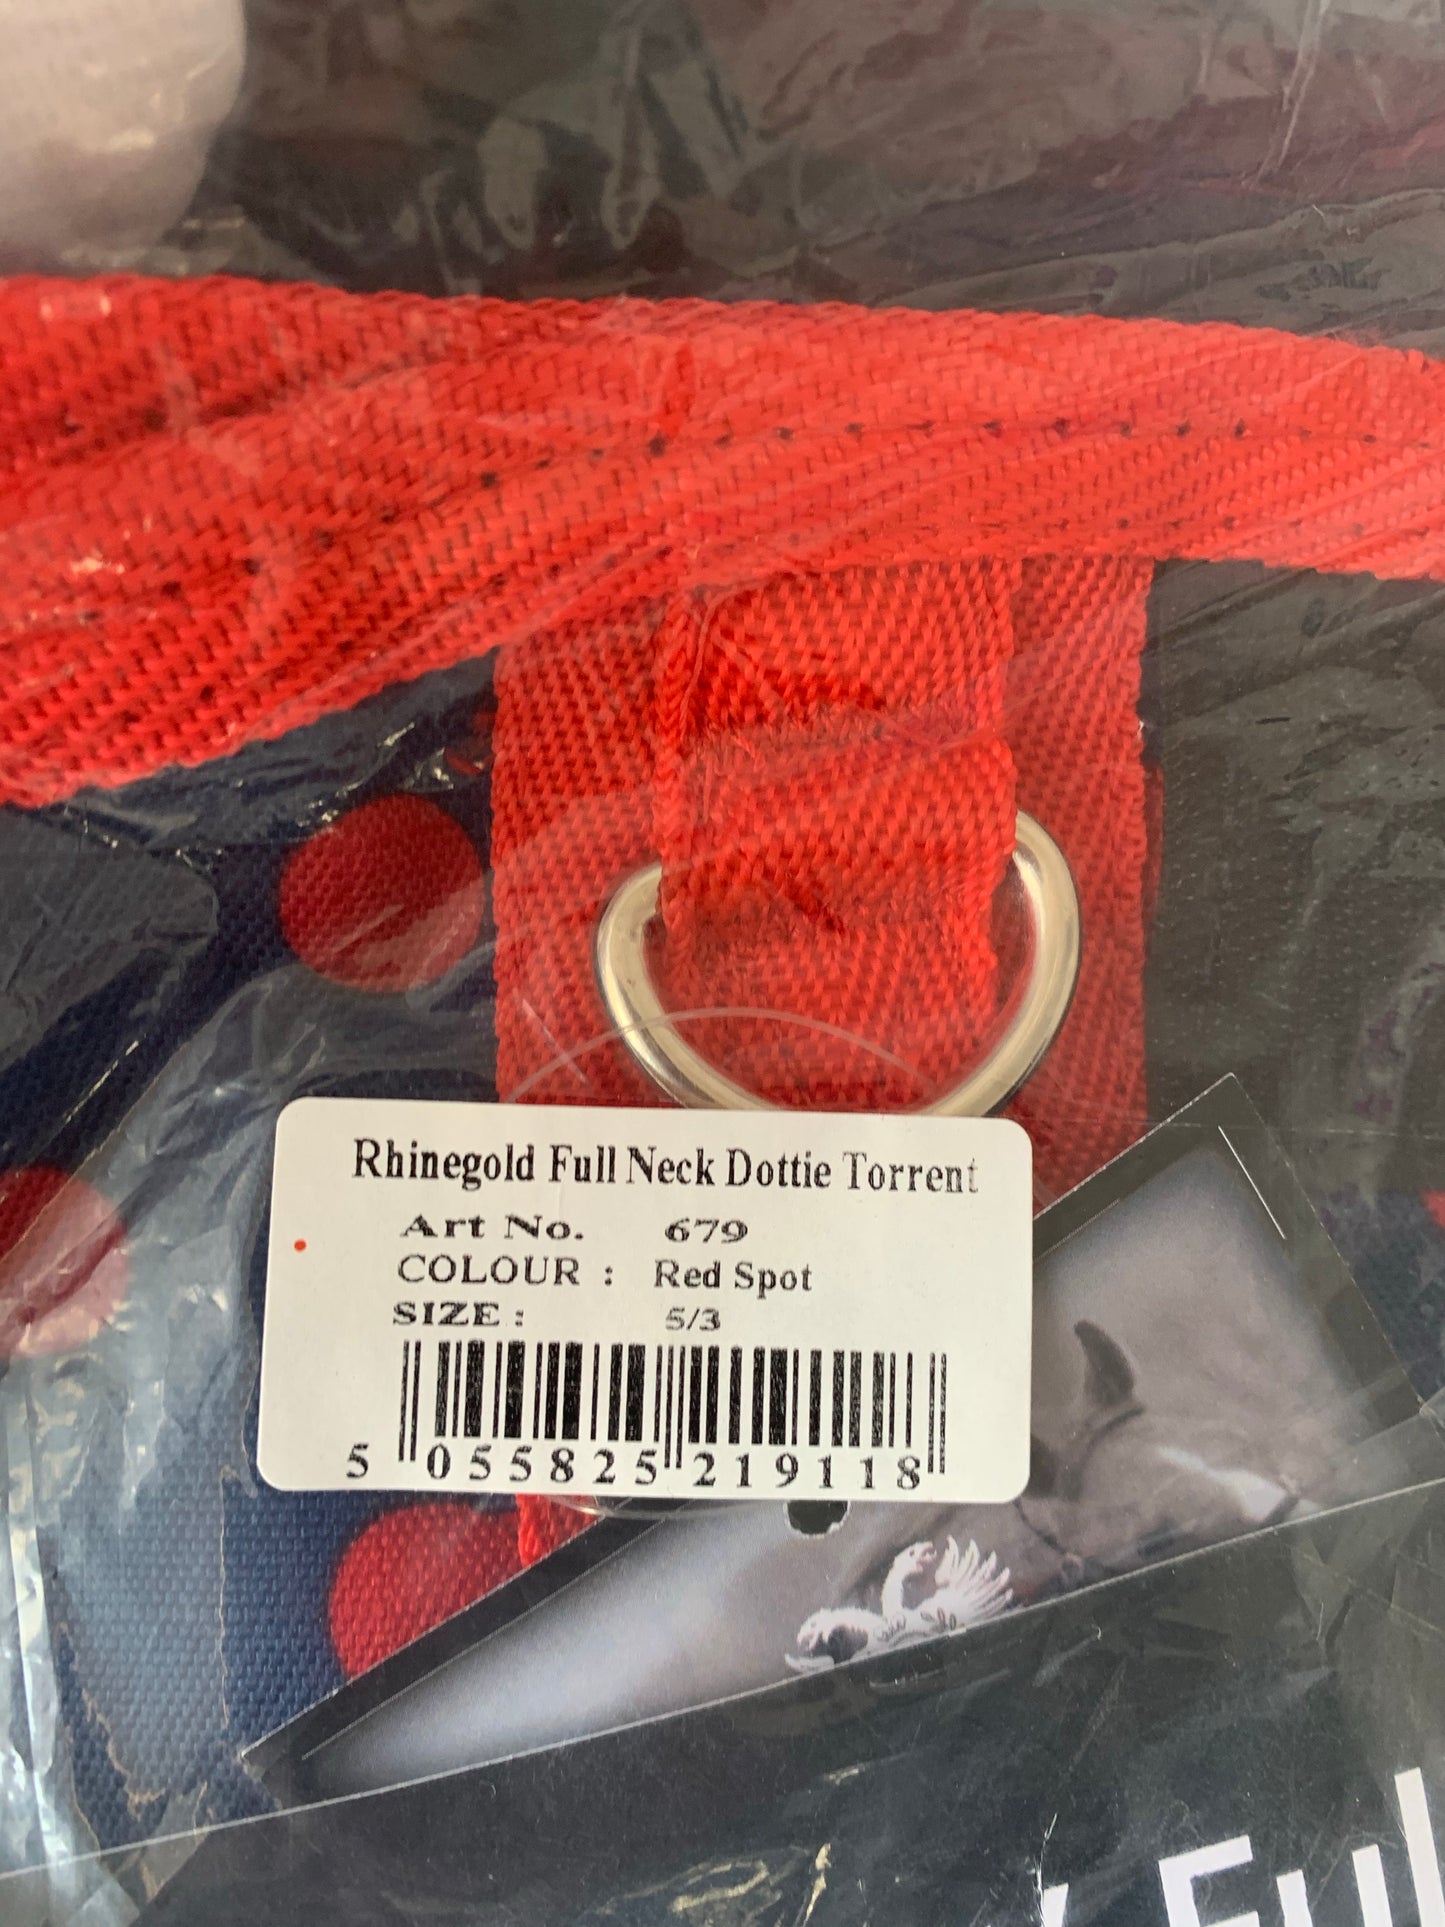 Rhinegold Full Neck Dottie Torrent
Art No. 679
COLOUR : Red Spot
SIZE : 5/3
5 055825 219118